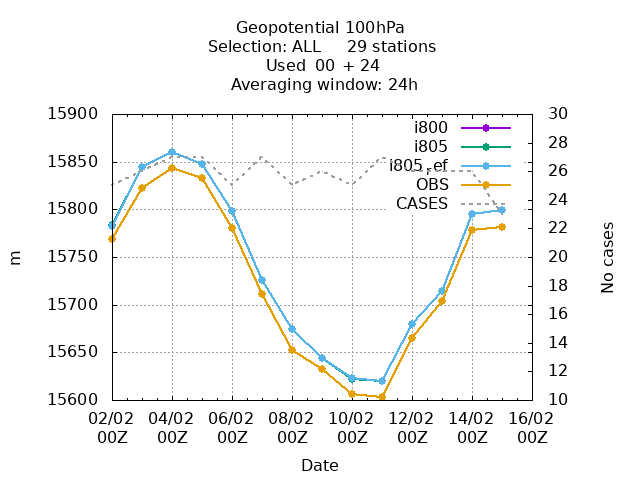 Geopotential 100hPa
Selection: ALL     29 stations
Used  00  + 24
Averaging window: 24h
15900
15850
15800
15750
15700
15650
15600
m
30
28
26
24
22
20
18
16
14
12
10
No cases
i800
i805
i805_ef
OBS
CASES
02/02 04/02 06/02 08/02 10/02 12/02 14/02 16/02
00Z 00Z 00Z 00Z 00Z 00Z 00Z 00Z
Date